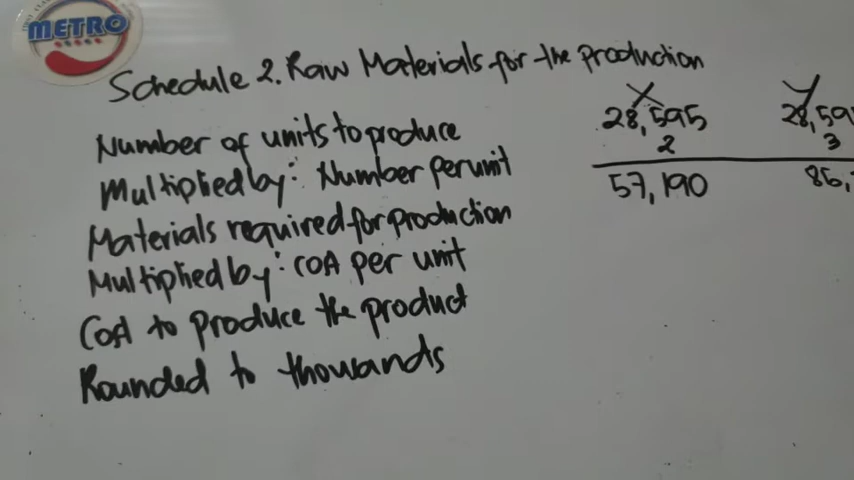 METRO
Schedule 2. Raw Materials for the production
X Y
Number of units to produce 28,595
Multiplied by: Number per unit 2 3
Materials required for production 57,190
Multiplied by: cost per unit
Cost to produce the product
Rounded to thousands